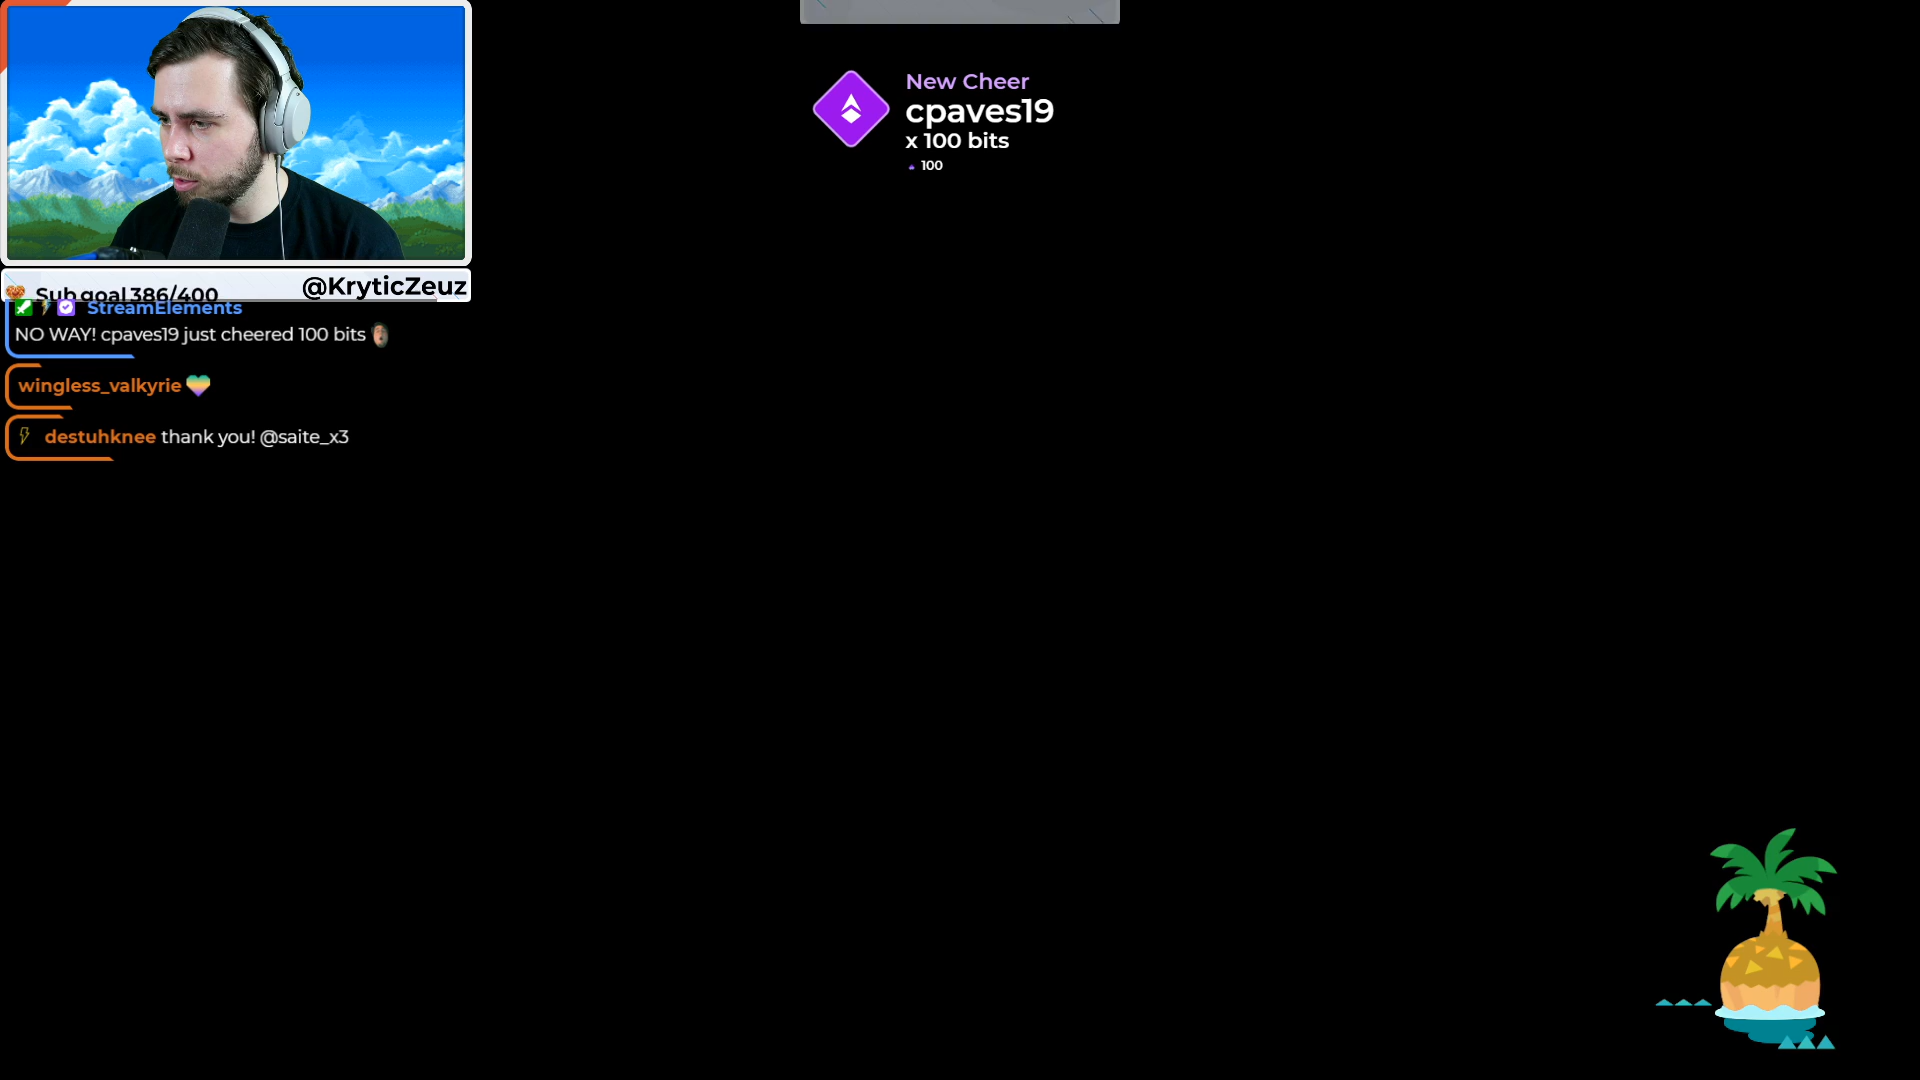 New Cheer
cpaves19
x 100 bits
100
Sub goal 386/400
@KryticZeuz
StreamElements
NO WAY! cpaves19 just cheered 100 bits
wingless_valkyrie
destuhknee thank you! @saite_x3